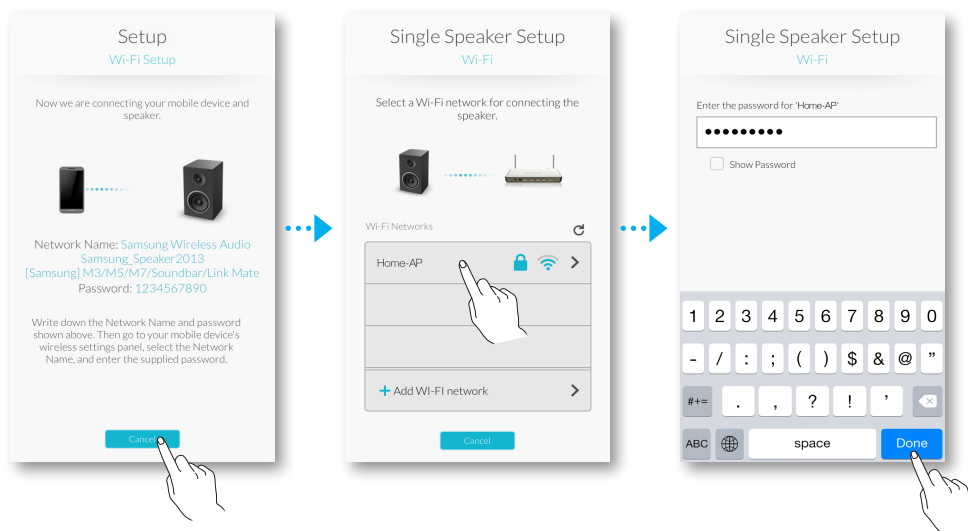 Setup
Wi-Fi Setup
Now we are connecting your mobile device and
speaker.
Network Name: Samsung Wireless Audio
Samsung_Speaker2013
[Samsung] M3/M5/M7/Soundbar/Link Mate
Password: 1234567890
Write down the Network Name and password
shown above. Then go to your mobile device's
wireless settings panel, select the Network
Name, and enter the supplied password.
Cancel
Single Speaker Setup
Wi-Fi
Select a Wi-Fi network for connecting the
speaker.
Wi-Fi Networks
Home-AP
+ Add WI-FI network
Cancel
Single Speaker Setup
Wi-Fi
Enter the password for 'Home-AP'
•••••••••
Show Password
1 2 3 4 5 6 7 8 9 0
- / : ; ( ) $ & @ ”
#+= . , ? ! ’
ABC space Done